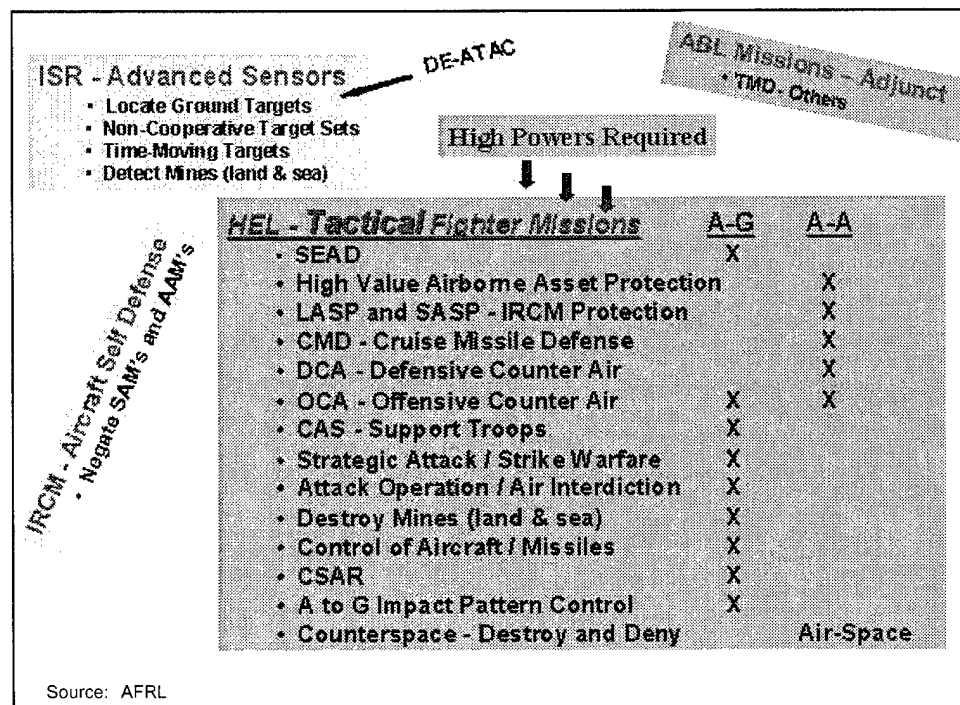 ISR - Advanced Sensors
• Locate Ground Targets
• Non-Cooperative Target Sets
• Time-Moving Targets
• Detect Mines (land & sea)
DE-ATAC
ABL Missions - Adjunct
• TMD - Others
High Powers Required
IRCM - Aircraft Self Defense
• Negate SAM's and AAM's
HEL - Tactical Fighter Missions A-G A-A
• SEAD X
• High Value Airborne Asset Protection X
• LASP and SASP - IRCM Protection X
• CMD - Cruise Missile Defense X
• DCA - Defensive Counter Air X
• OCA - Offensive Counter Air X X
• CAS - Support Troops X
• Strategic Attack / Strike Warfare X
• Attack Operation / Air Interdiction X
• Destroy Mines (land & sea) X
• Control of Aircraft / Missiles X
• CSAR X
• A to G Impact Pattern Control X
• Counterspace - Destroy and Deny Air-Space
Source: AFRL